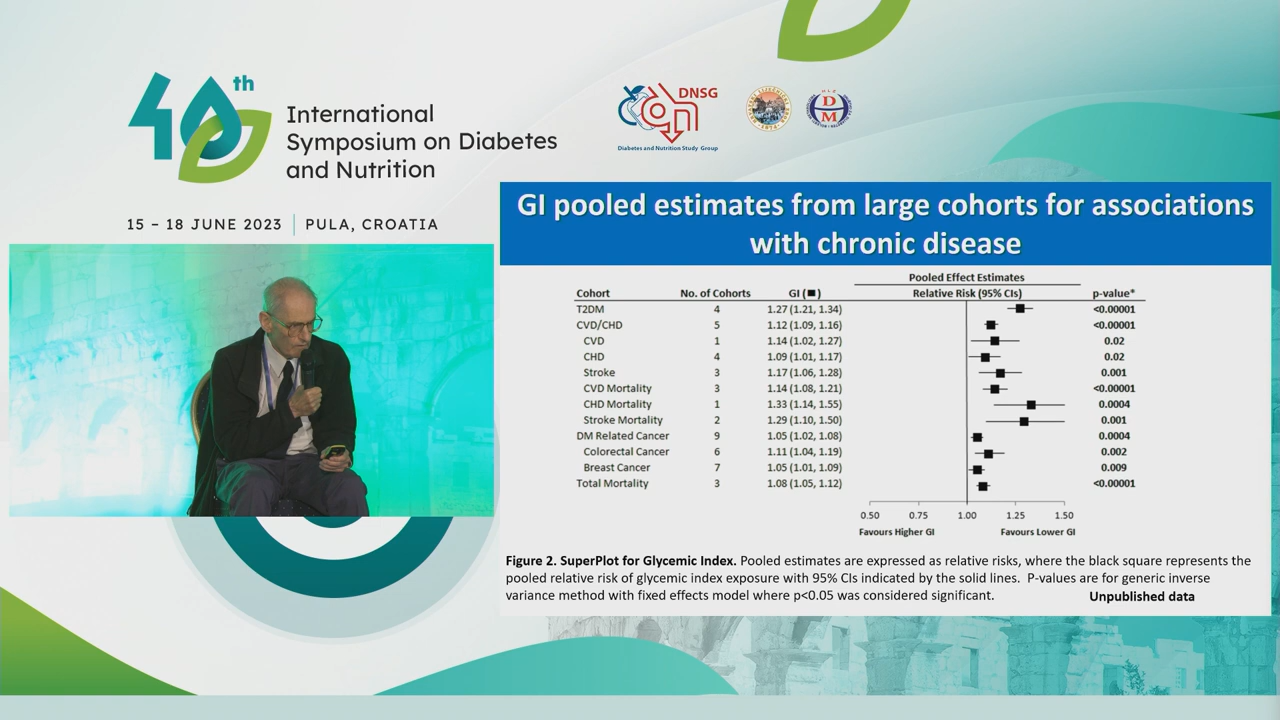 40th
International
Symposium on Diabetes
and Nutrition
15 – 18 JUNE 2023 | PULA, CROATIA
DNSG
Diabetes and Nutrition Study Group
D
M
GI pooled estimates from large cohorts for associations
with chronic disease
Pooled Effect Estimates
Cohort No. of Cohorts GI (■) Relative Risk (95% CIs) p-value*
T2DM 4 1.27 (1.21, 1.34) <0.00001
CVD/CHD 5 1.12 (1.09, 1.16) <0.00001
CVD 1 1.14 (1.02, 1.27) 0.02
CHD 4 1.09 (1.01, 1.17) 0.02
Stroke 3 1.17 (1.06, 1.28) 0.001
CVD Mortality 3 1.14 (1.08, 1.21) <0.00001
CHD Mortality 1 1.33 (1.14, 1.55) 0.0004
Stroke Mortality 2 1.29 (1.10, 1.50) 0.001
DM Related Cancer 9 1.05 (1.02, 1.08) 0.0004
Colorectal Cancer 6 1.11 (1.04, 1.19) 0.002
Breast Cancer 7 1.05 (1.01, 1.09) 0.009
Total Mortality 3 1.08 (1.05, 1.12) <0.00001
0.50 0.75 1.00 1.25 1.50
Favours Higher GI Favours Lower GI
Figure 2. SuperPlot for Glycemic Index. Pooled estimates are expressed as relative risks, where the black square represents the
pooled relative risk of glycemic index exposure with 95% CIs indicated by the solid lines. P-values are for generic inverse
variance method with fixed effects model where p<0.05 was considered significant.
Unpublished data